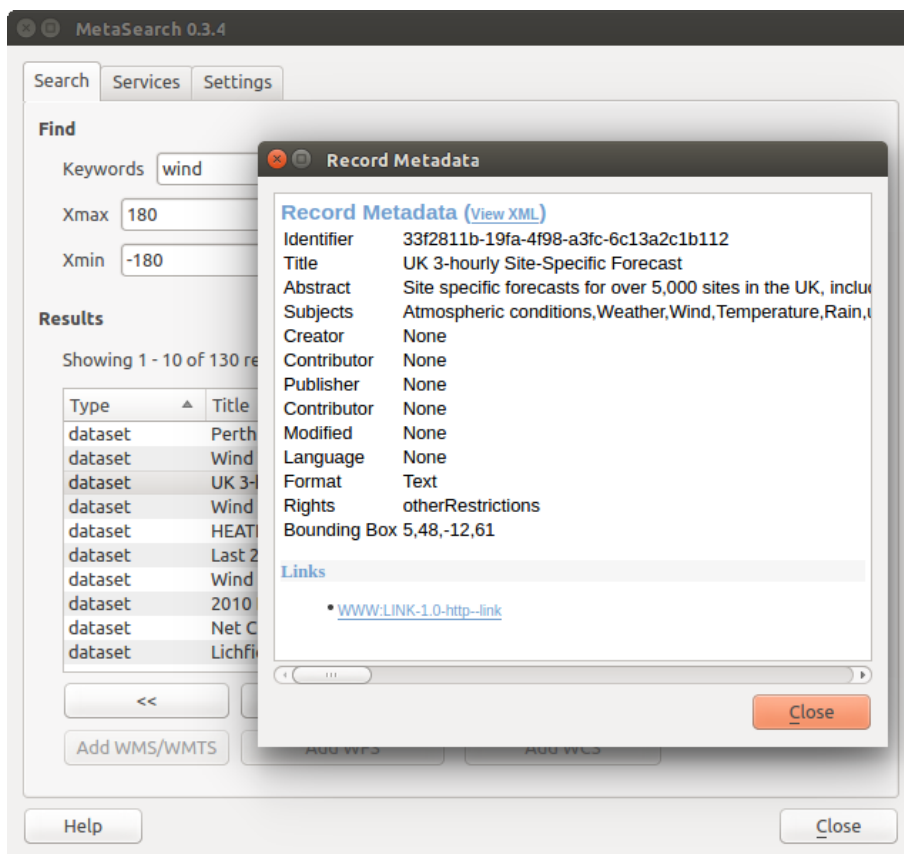 MetaSearch 0.3.4
Search Services Settings
Find
Keywords wind
Xmax 180
Xmin -180
Results
Showing 1 - 10 of 130
Type Title
dataset Perth
dataset Wind
dataset UK
dataset Wind
dataset
dataset Last 2
dataset Wind
dataset 2010
dataset Net C
dataset
<<
Add WMS/WMTS Add WFS Add WCS
Help Close
Record Metadata
Record Metadata (View XML)
Identifier 33f2811b-19fa-4f98-a3fc-6c13a2c1b112
Title UK 3-hourly Site-Specific Forecast
Abstract Site specific forecasts for over 5,000 sites in the UK,
Subjects Atmospheric conditions,Weather,Wind,Temperature,Rain,
Creator None
Contributor None
Publisher None
Contributor None
Modified None
Language None
Format Text
Rights otherRestrictions
Bounding Box 5,48,-12,61
Links
WWW:LINK-1.0-http--link
Close